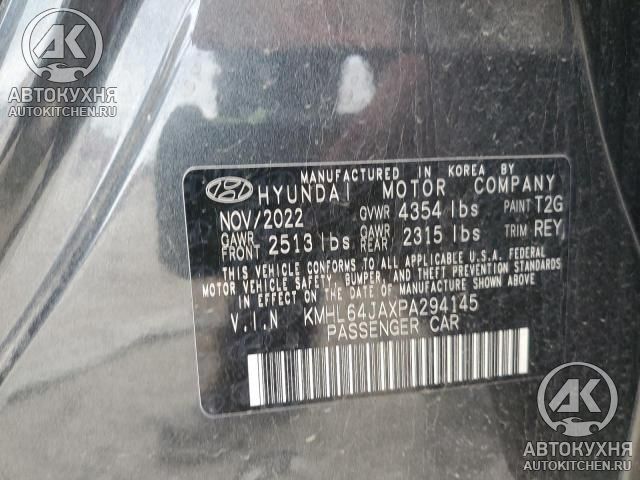 АВТОКУХНЯ
AUTOKITCHEN.RU
MANUFACTURED IN KOREA BY
HYUNDAI MOTOR COMPANY
NOV/2022 GVWR 4354 lbs PAINT T2G
GAWR FRONT 2513 lbs GAWR REAR 2315 lbs TRIM REY
THIS VEHICLE CONFORMS TO ALL APPLICABLE U.S.A. FEDERAL
MOTOR VEHICLE SAFETY, BUMPER, AND THEFT PREVENTION STANDARDS
IN EFFECT ON THE DATE OF MANUFACTURE SHOWN ABOVE.
V.I.N KMHL64JAXPA294145
PASSENGER CAR
АВТОКУХНЯ
AUTOKITCHEN.RU